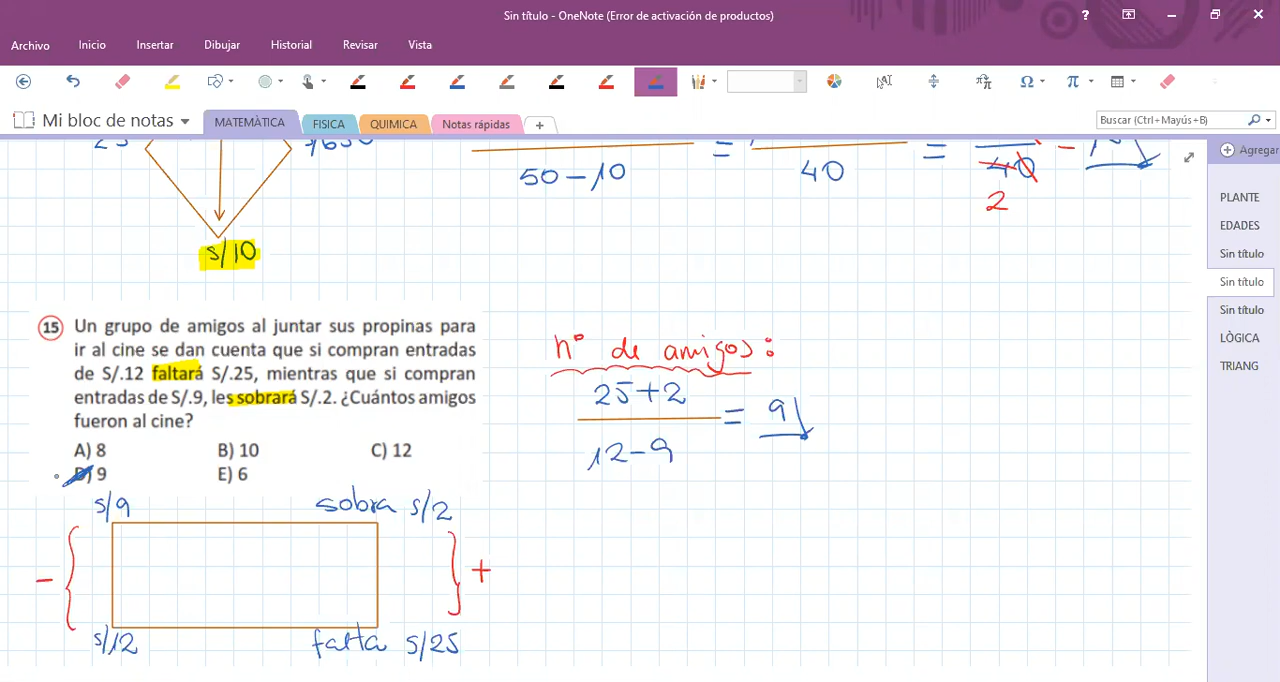 Sin título - OneNote (Error de activación de productos)
Archivo Inicio Insertar Dibujar Historial Revisar Vista
Mi bloc de notas MATEMÀTICA FISICA QUIMICA Notas rápidas
Buscar (Ctrl+Mayús+B)
Agregar
PLANTE
EDADES
Sin título
Sin título
Sin título
LÒGICA
TRIANG
50 - 10 = 40 = 40
2
s/10
15 Un grupo de amigos al juntar sus propinas para
ir al cine se dan cuenta que si compran entradas
de S/.12 faltará S/.25, mientras que si compran
entradas de S/.9, les sobrará S/.2. ¿Cuántos amigos
fueron al cine?
A) 8 B) 10 C) 12
D) 9 E) 6
s/9 sobra s/2
- { } +
s/12 falta s/25
nº de amigos:
25+2
= 9
12-9